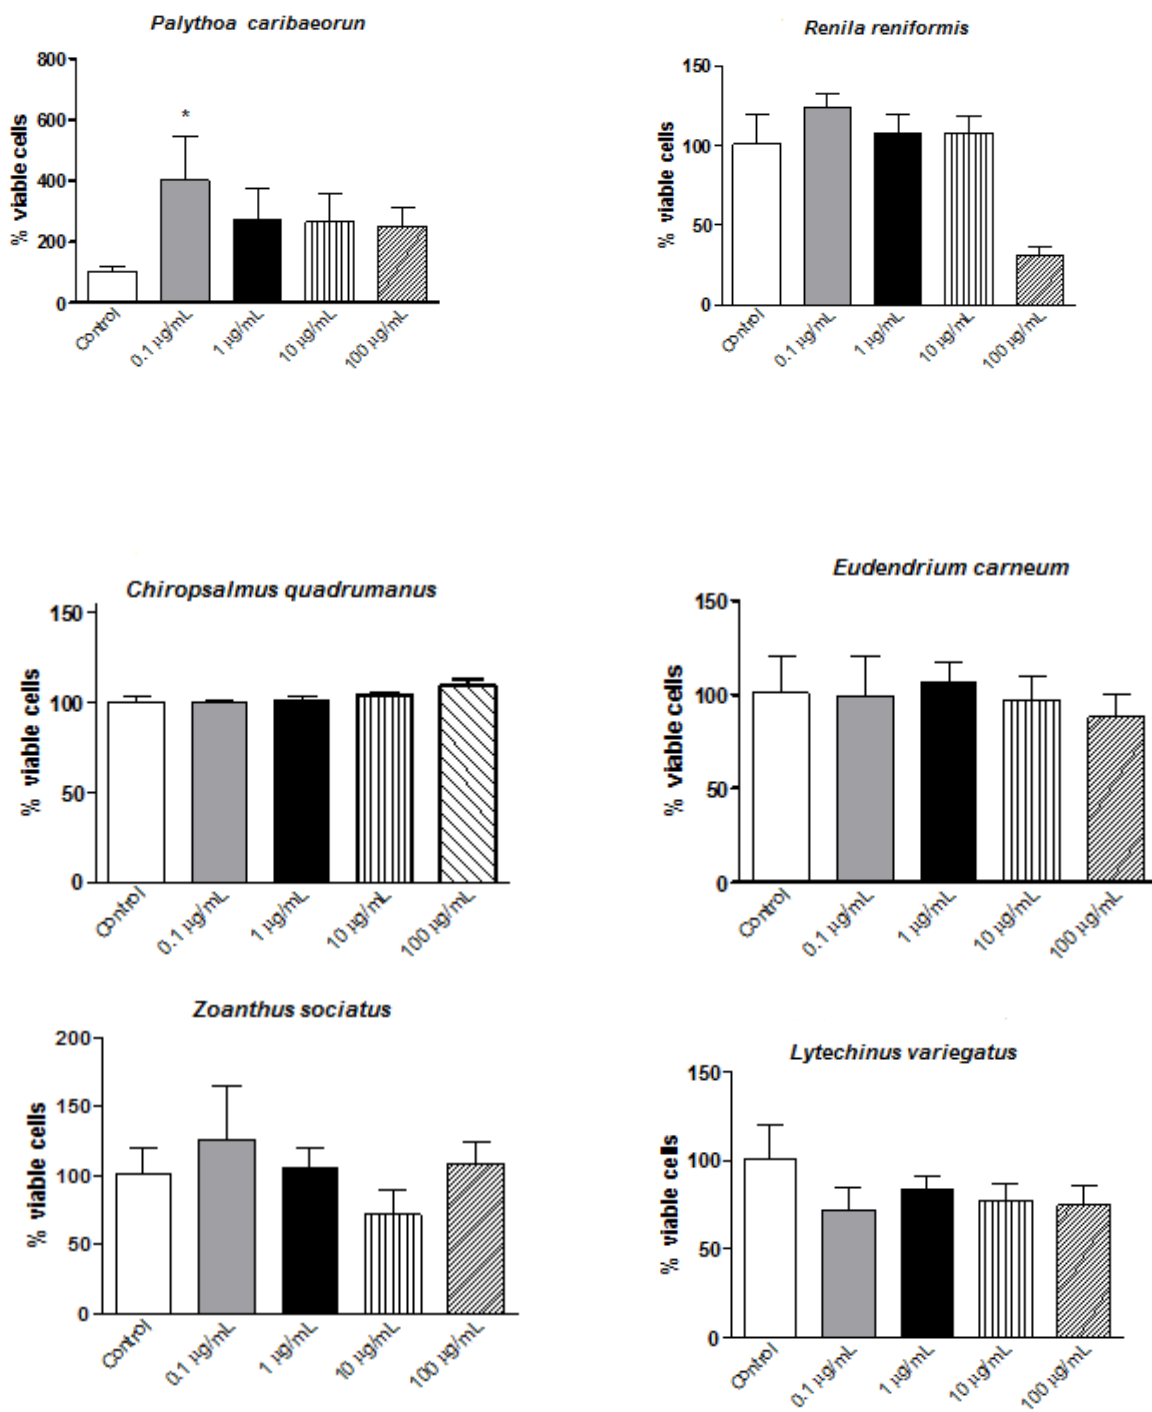 Palythoa caribaeorun
% viable cells
800
600
400
200
0
*
Control
0.1 µg/mL
1 µg/mL
10 µg/mL
100 µg/mL
Renila reniformis
% viable cells
150
100
50
0
Control
0.1 µg/mL
1 µg/mL
10 µg/mL
100 µg/mL
Chiropsalmus quadrumanus
% viable cells
150
100
50
0
Control
0.1 µg/mL
1 µg/mL
10 µg/mL
100 µg/mL
Eudendrium carneum
% viable cells
150
100
50
0
Control
0.1 µg/mL
1 µg/mL
10 µg/mL
100 µg/mL
Zoanthus sociatus
% viable cells
200
150
100
50
0
Control
0.1 µg/mL
1 µg/mL
10 µg/mL
100 µg/mL
Lytechinus variegatus
% viable cells
150
100
50
0
Control
0.1 µg/mL
1 µg/mL
10 µg/mL
100 µg/mL